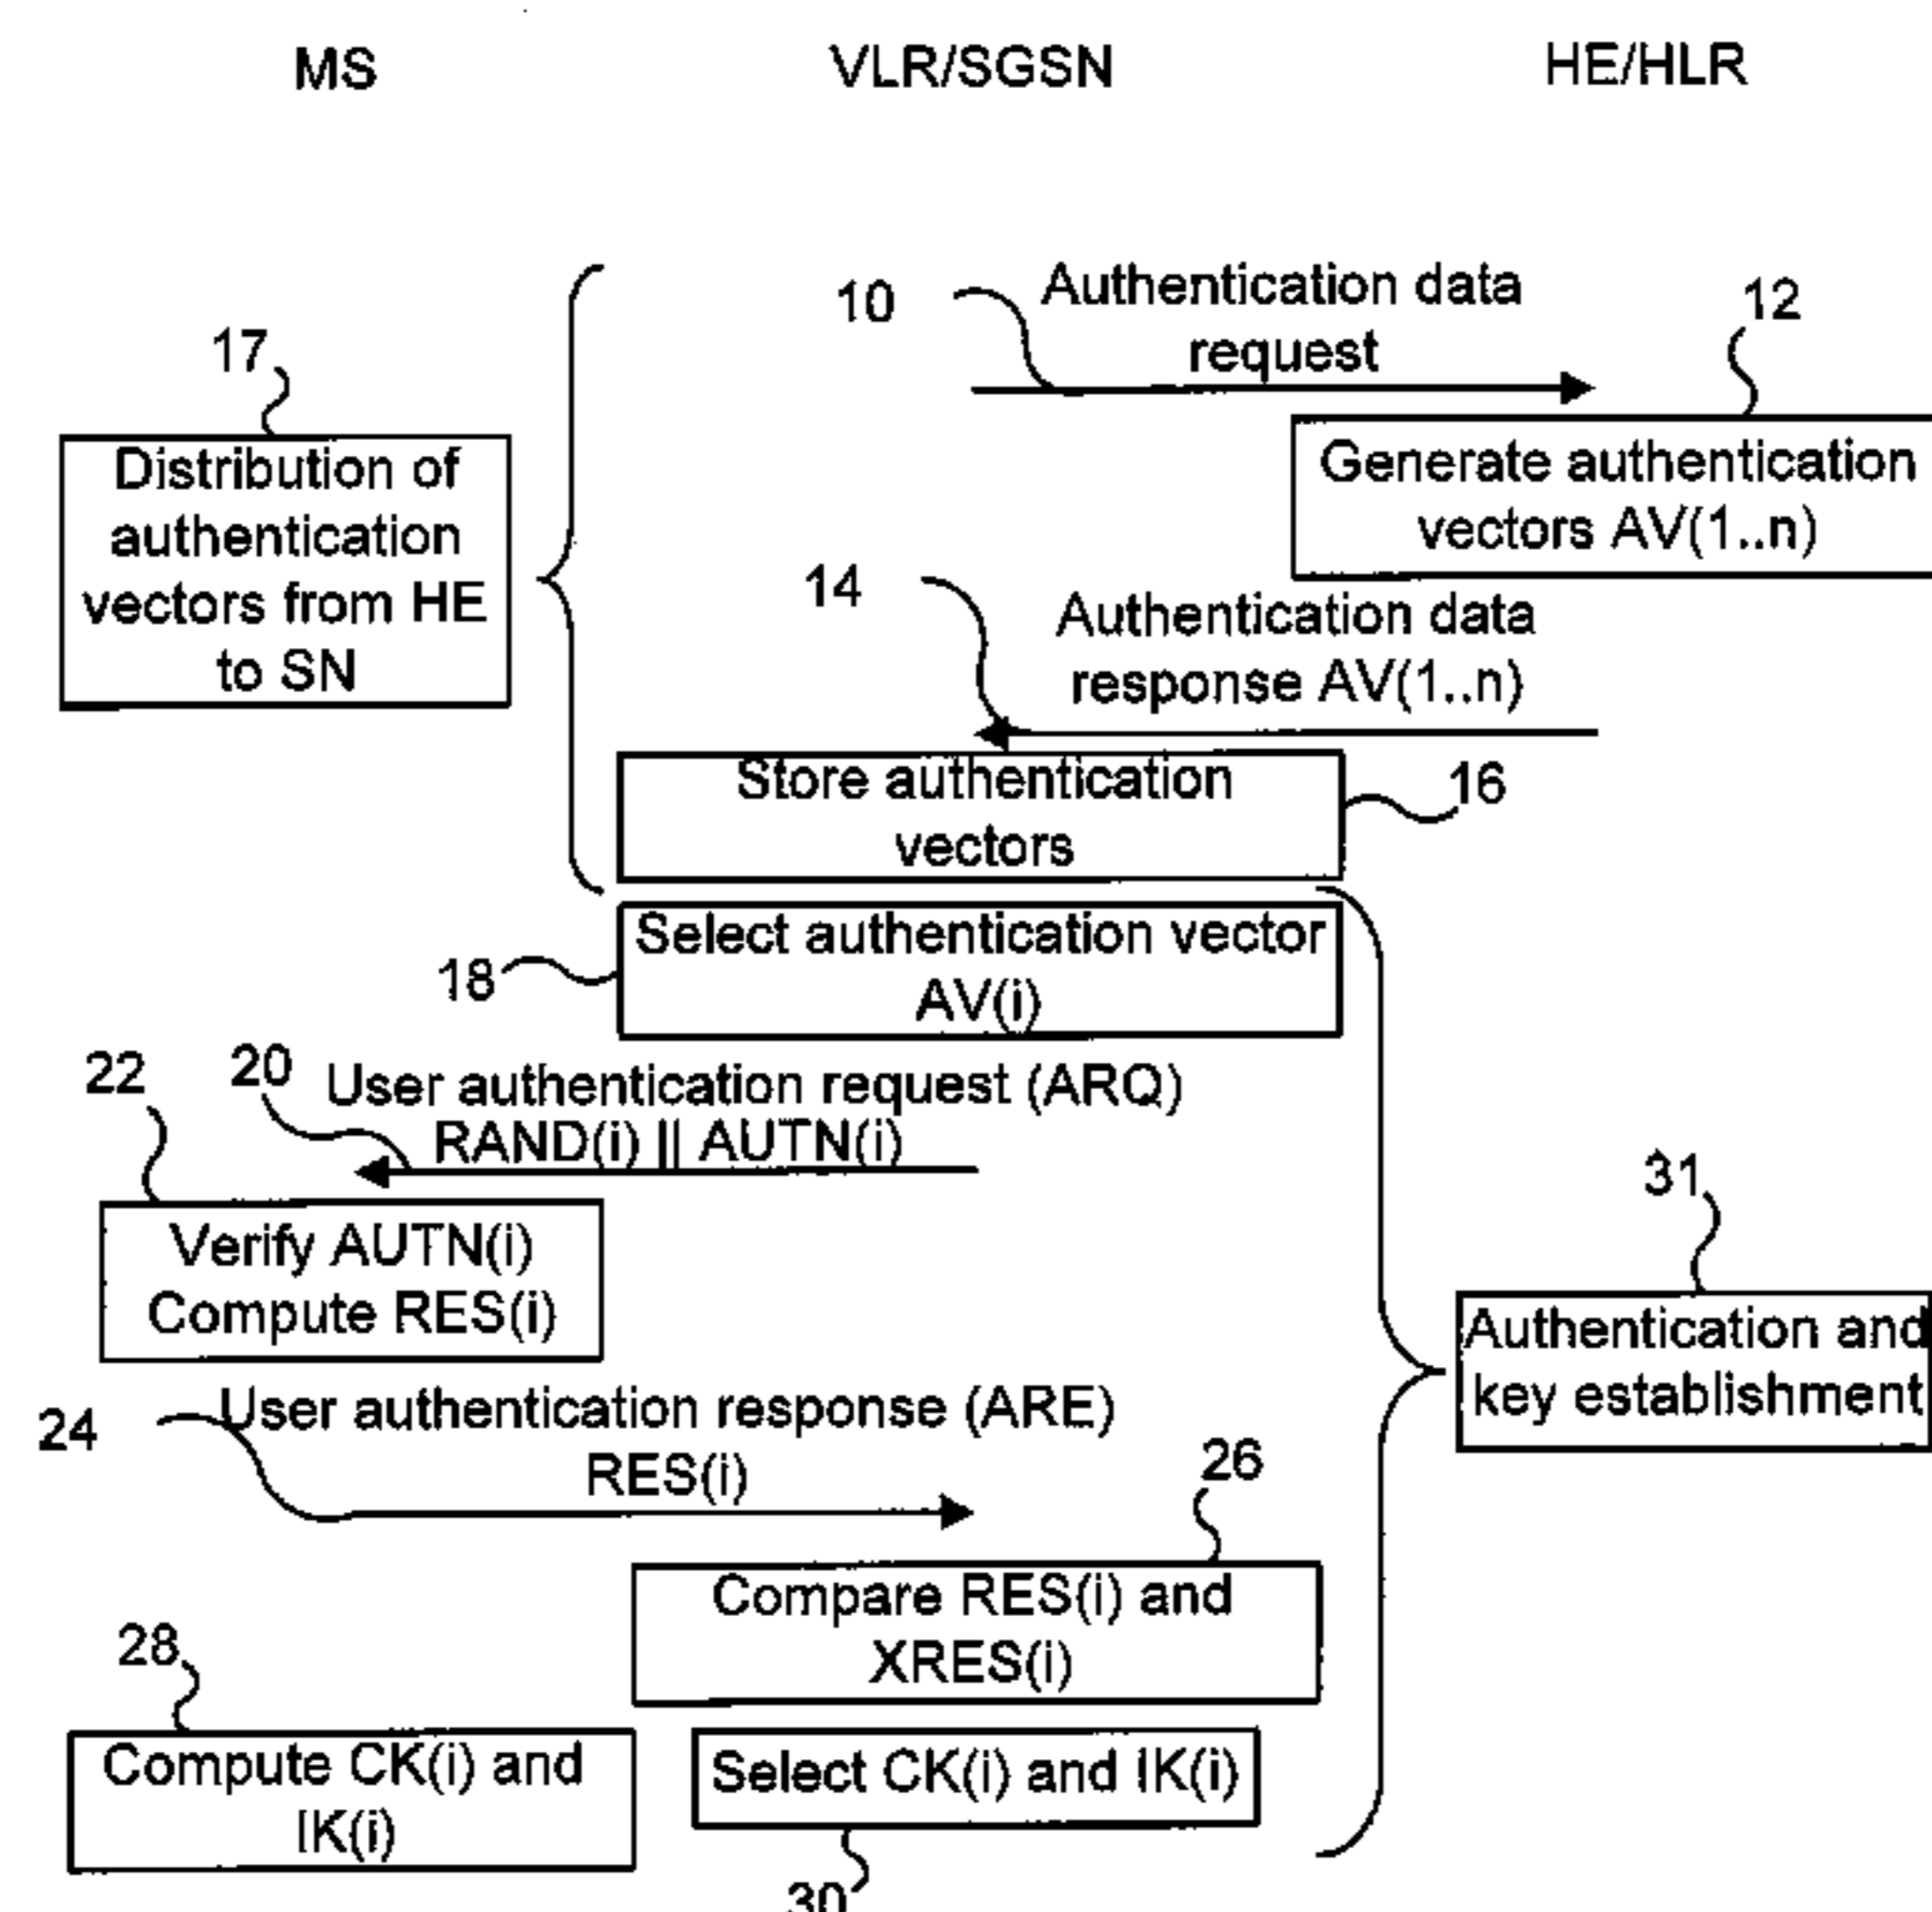 MS
VLR/SGSN
HE/HLR
10
Authentication data
request
12
17
Distribution of
authentication
vectors from HE
to SN
Generate authentication
vectors AV(1..n)
14
Authentication data
response AV(1..n)
Store authentication
vectors
16
Select authentication vector
AV(i)
18
22
20
User authentication request (ARQ)
RAND(i) || AUTN(i)
Verify AUTN(i)
Compute RES(i)
31
Authentication and
key establishment
24
User authentication response (ARE)
RES(i)
26
Compare RES(i) and
XRES(i)
28
Compute CK(i) and
IK(i)
Select CK(i) and IK(i)
30